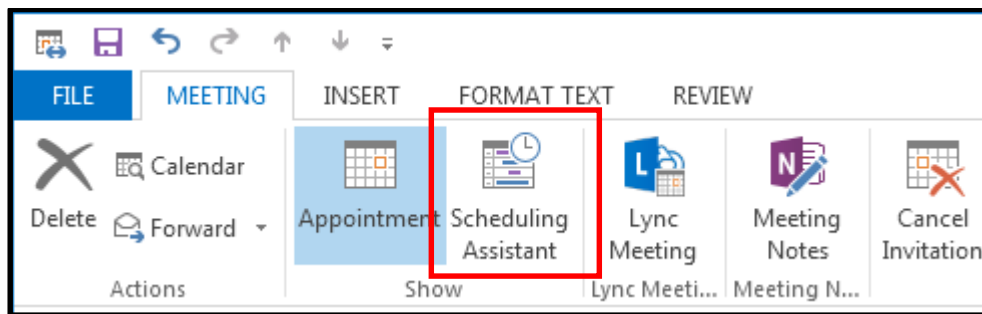 FILE MEETING INSERT FORMAT TEXT REVIEW
Calendar
Delete Forward Appointment Scheduling Lync Meeting Cancel
Assistant Meeting Notes Invitation
Actions Show Lync Meeti... Meeting N...